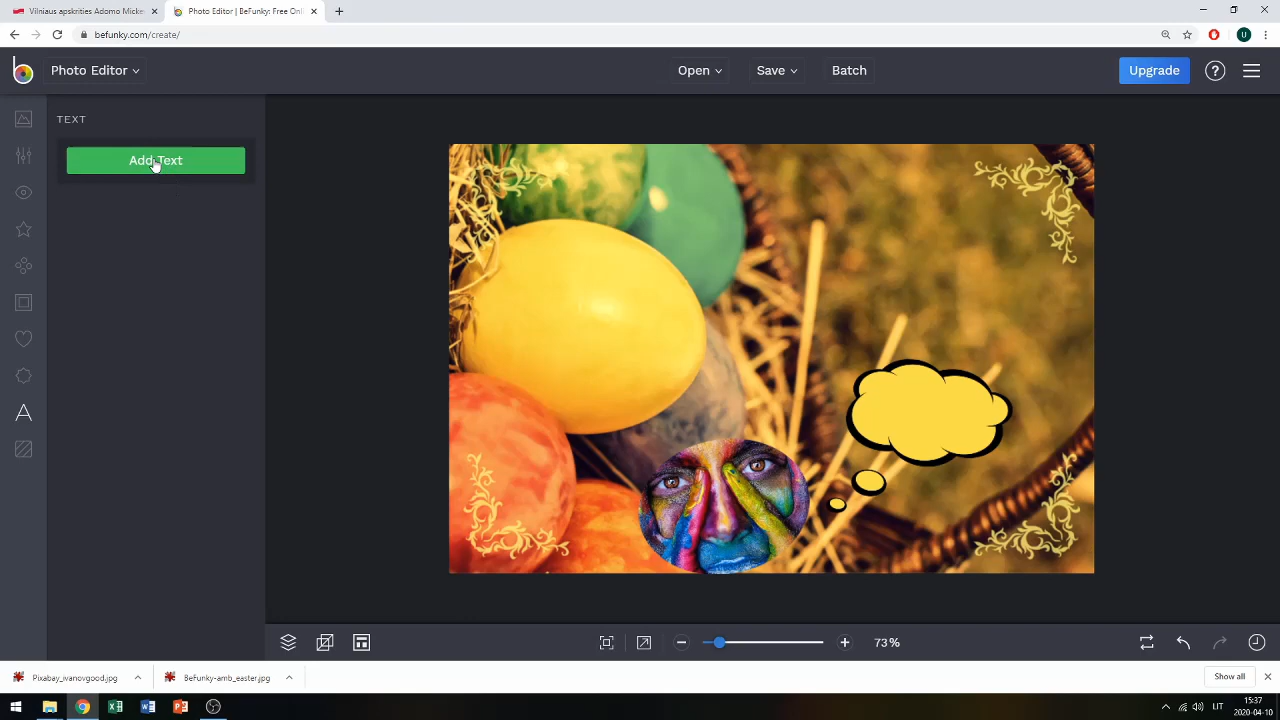 Vilniaus apskrities Adomo Micke
Photo Editor | BeFunky: Free Onli
befunky.com/create/
U
Photo Editor
Open
Save
Batch
Upgrade
?
TEXT
Add Text
A
73%
Pixabay_ivanovgood.jpg
BeFunky-amb_easter.jpg
Show all
LIT
15:37
2020-04-10